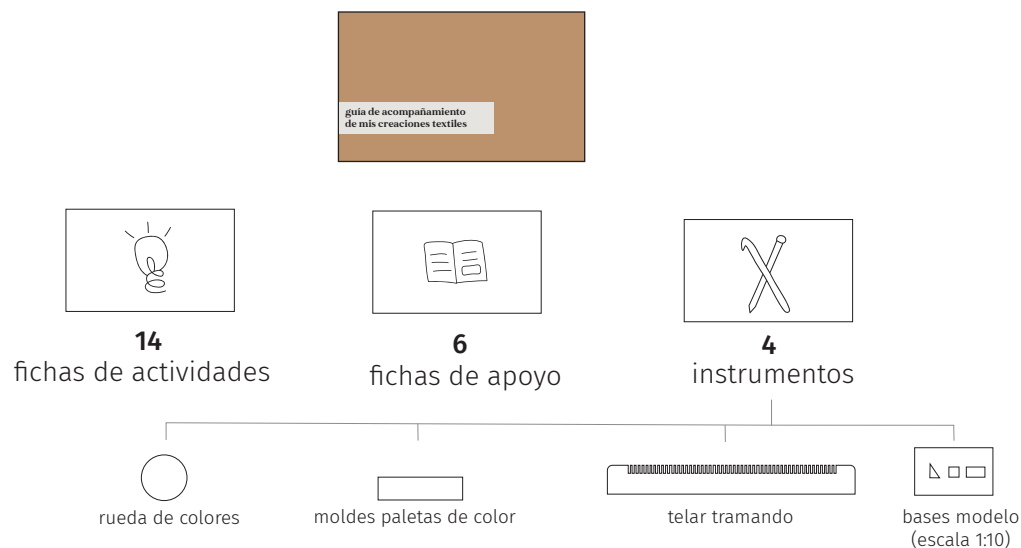 guía de acompañamiento
de mis creaciones textiles
14
fichas de actividades
6
fichas de apoyo
4
instrumentos
rueda de colores
moldes paletas de color
telar tramando
bases modelo
(escala 1:10)